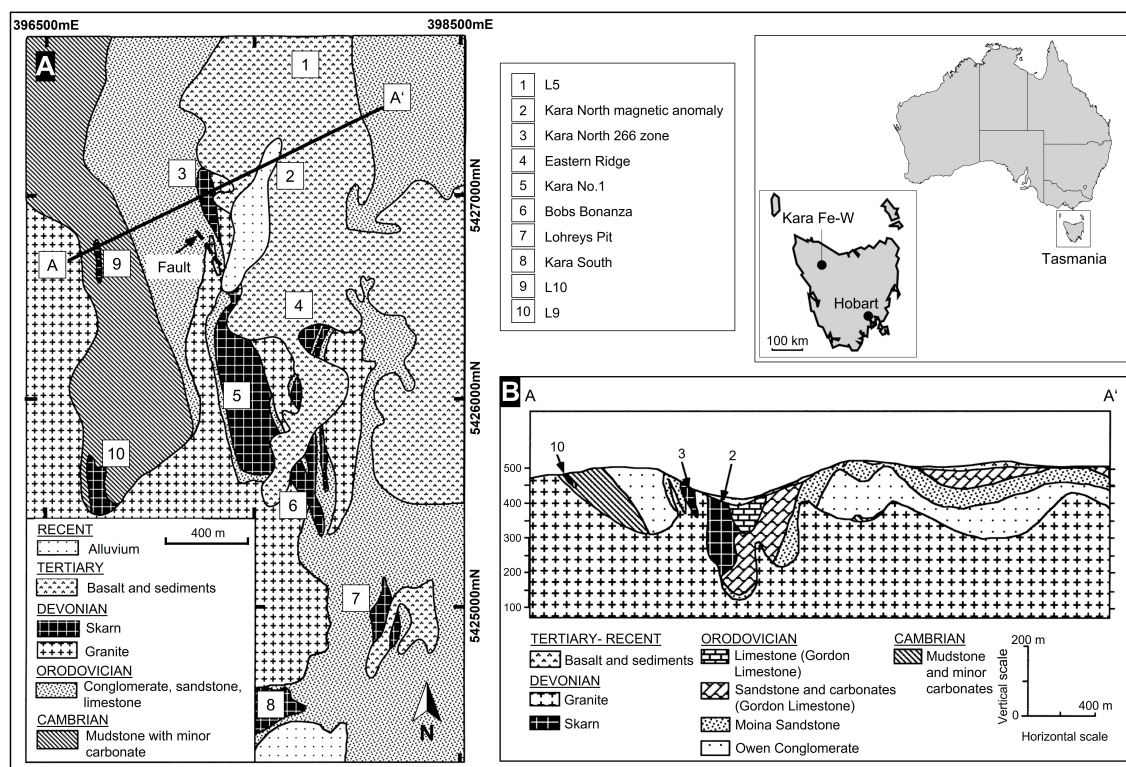 396500mE
398500mE
A
1
A'
3
2
5427000mN
A
9
Fault
4
5
5426000mN
10
6
7
5425000mN
8
N
RECENT
400 m
Alluvium
TERTIARY
Basalt and sediments
DEVONIAN
Skarn
Granite
ORODOVICIAN
Conglomerate, sandstone,
limestone
CAMBRIAN
Mudstone with minor
carbonate
1 L5
2 Kara North magnetic anomaly
3 Kara North 266 zone
4 Eastern Ridge
5 Kara No.1
6 Bobs Bonanza
7 Lohreys Pit
8 Kara South
9 L10
10 L9
Kara Fe-W
Hobart
100 km
Tasmania
B
A
A'
10
3
2
500
400
300
200
100
TERTIARY- RECENT
Basalt and sediments
DEVONIAN
Granite
Skarn
ORODOVICIAN
Limestone (Gordon
Limestone)
Sandstone and carbonates
(Gordon Limestone)
Moina Sandstone
Owen Conglomerate
CAMBRIAN
Mudstone
and minor
carbonates
200 m
Vertical scale
0
400 m
Horizontal scale